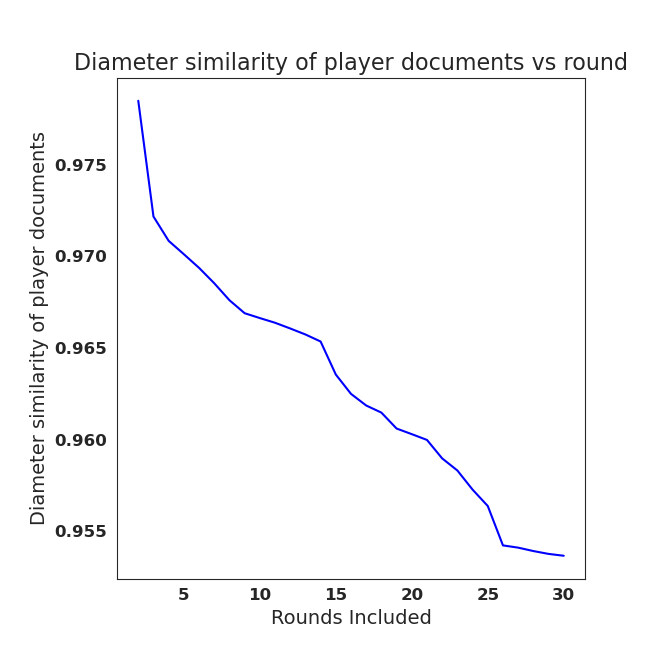 Diameter similarity of player documents vs round
Diameter similarity of player documents
0.975
0.970
0.965
0.960
0.955
5 10 15 20 25 30
Rounds Included